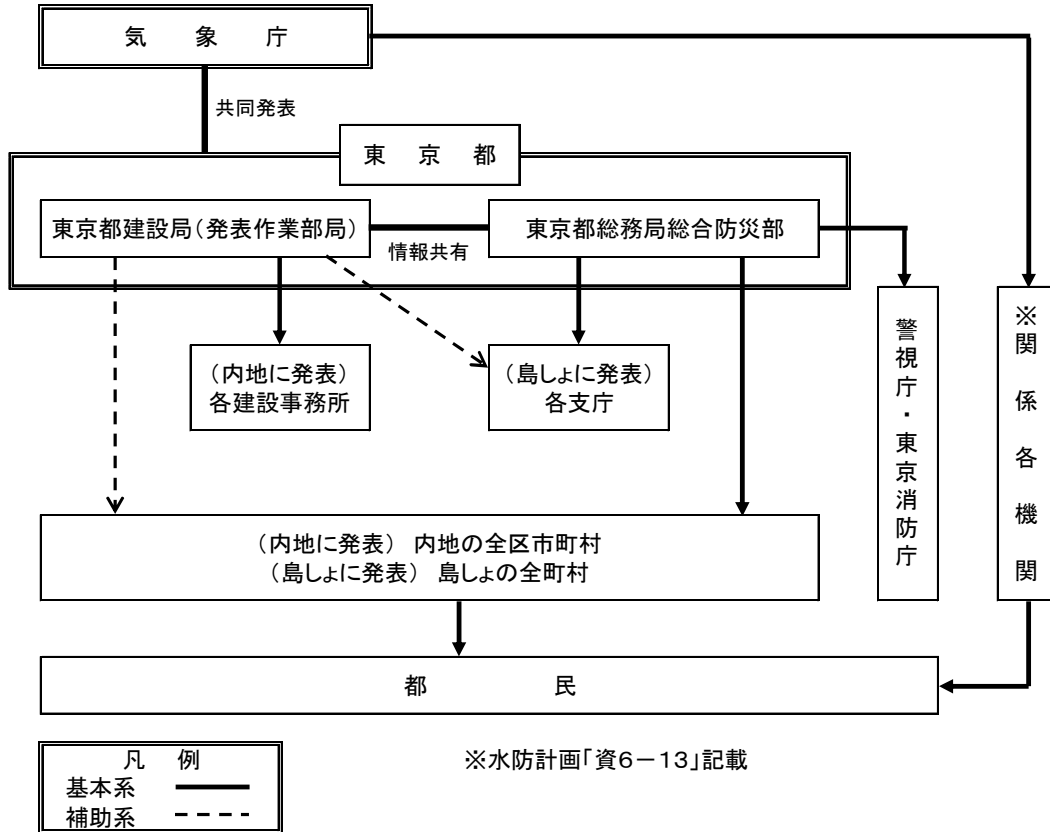 気 象 庁
共同発表
東 京 都
東京都建設局(発表作業部局)
情報共有
東京都総務局総合防災部
(内地に発表)
各建設事務所
(島しょに発表)
各支庁
警視庁・東京消防庁
※関係各機関
(内地に発表) 内地の全区市町村
(島しょに発表) 島しょの全町村
都 民
凡 例
基本系
補助系
※水防計画「資6-13」記載